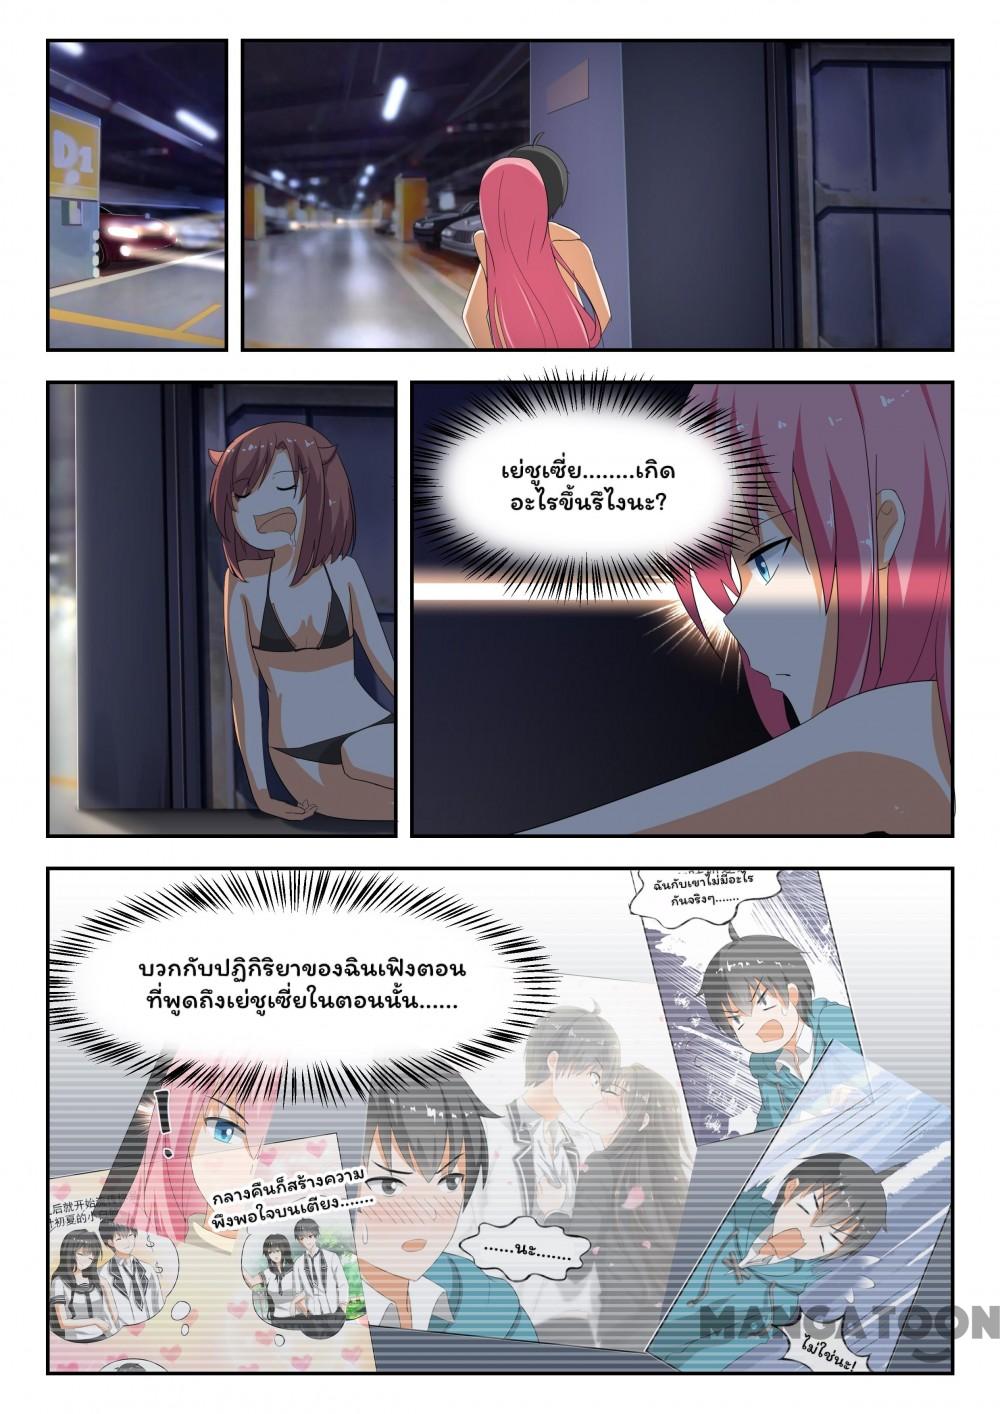 D1
เย่ชูเซี่ย........เกิด
อะไรขึ้นรึไงนะ?
บวกกับปฏิกิริยาของฉินเฟิงตอน
ที่พูดถึงเย่ชูเซี่ยในตอนนั้น......
ฉันกับเขาไม่มีอะไร
กันจริงๆ.......
กลางคืนก็สร้างความ
พึงพอใจบนเตียง.......
......นะ.......
ไม่ใช่นะ!
MANGATOON